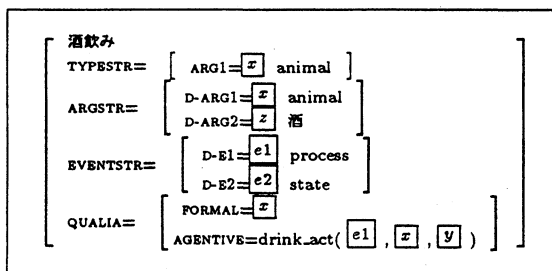 酒飲み
TYPESTR= [ ARG1= x animal ]
ARGSTR= [ D-ARG1= x animal
D-ARG2= z 酒 ]
EVENTSTR= [ D-E1= e1 process
D-E2= e2 state ]
QUALIA= [ FORMAL= x
AGENTIVE=drink_act( e1 , x , y ) ]